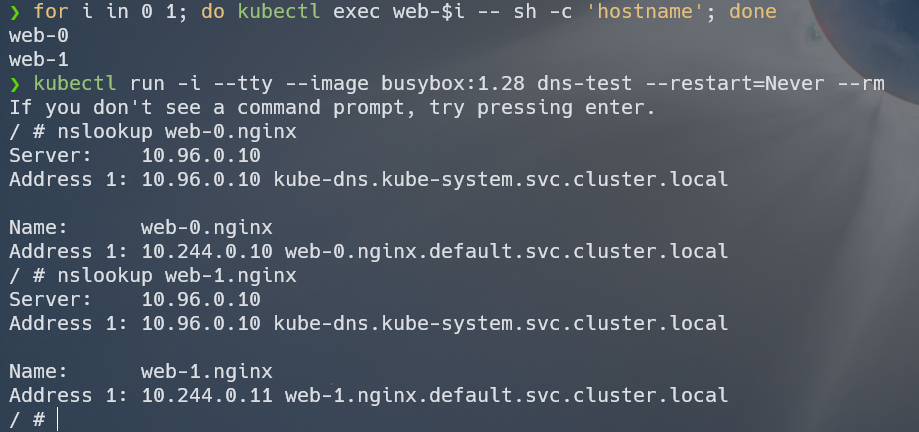 ❯ for i in 0 1; do kubectl exec web-$i -- sh -c 'hostname'; done
web-0
web-1
❯ kubectl run -i --tty --image busybox:1.28 dns-test --restart=Never --rm
If you don't see a command prompt, try pressing enter.
/ # nslookup web-0.nginx
Server:    10.96.0.10
Address 1: 10.96.0.10 kube-dns.kube-system.svc.cluster.local

Name:      web-0.nginx
Address 1: 10.244.0.10 web-0.nginx.default.svc.cluster.local
/ # nslookup web-1.nginx
Server:    10.96.0.10
Address 1: 10.96.0.10 kube-dns.kube-system.svc.cluster.local

Name:      web-1.nginx
Address 1: 10.244.0.11 web-1.nginx.default.svc.cluster.local
/ #